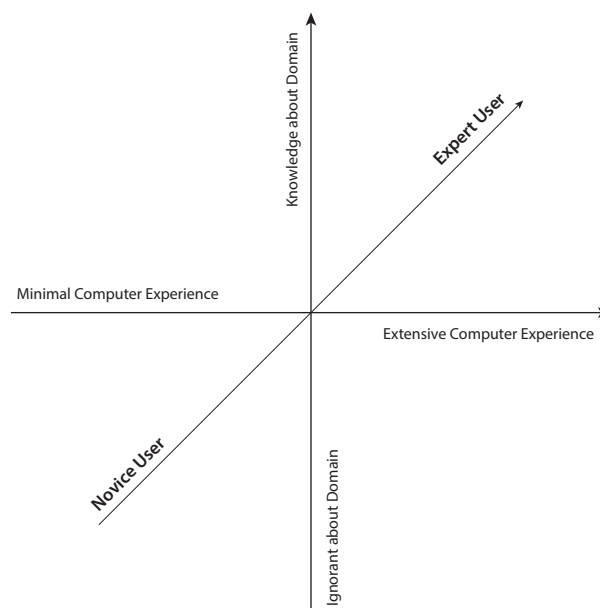 Knowledge about Domain
Expert User
Minimal Computer Experience
Extensive Computer Experience
Novice User
Ignorant about Domain